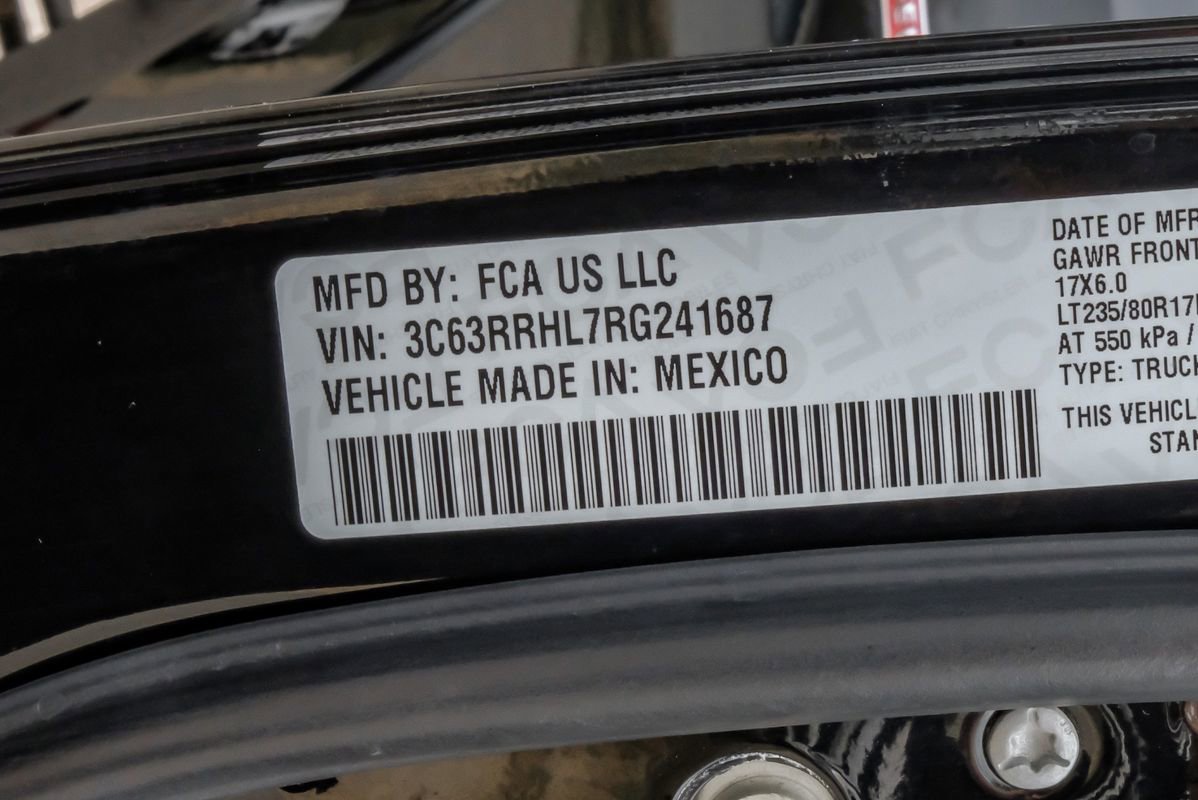 MFD BY: FCA US LLC
VIN: 3C63RRHL7RG241687
VEHICLE MADE IN: MEXICO
DATE OF MFR
GAWR FRONT
17X6.0
LT235/80R17
AT 550 kPa /
TYPE: TRUCK
THIS VEHICL
STAN